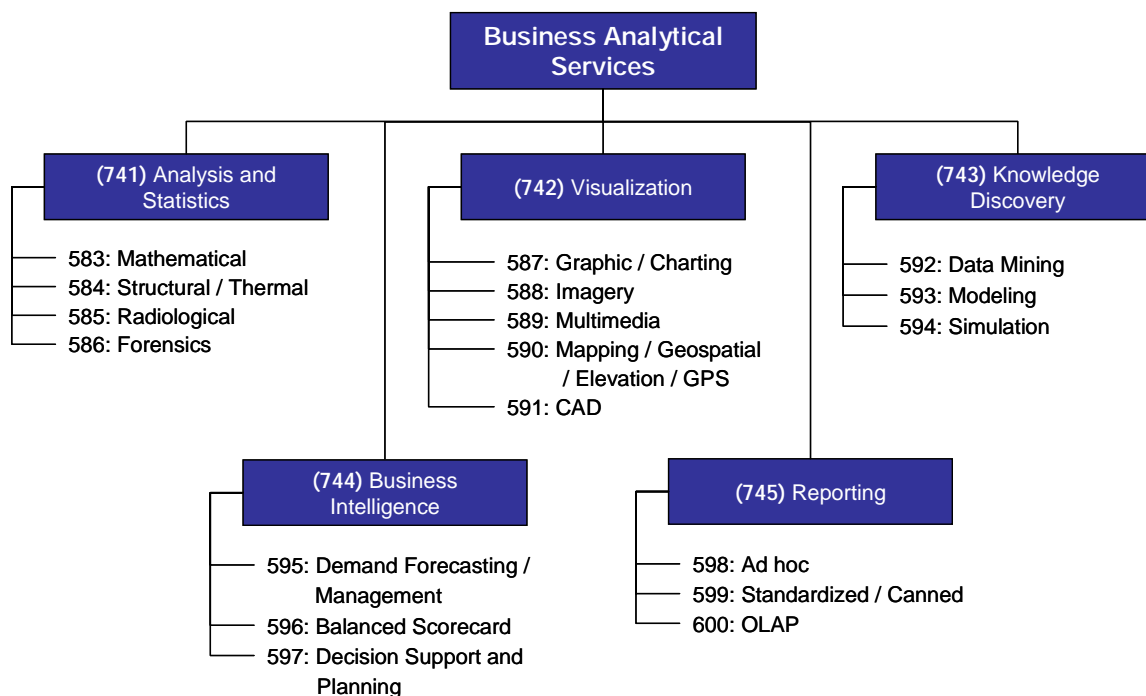 Business Analytical
Services
(741) Analysis and
Statistics
583: Mathematical
584: Structural / Thermal
585: Radiological
586: Forensics
(742) Visualization
587: Graphic / Charting
588: Imagery
589: Multimedia
590: Mapping / Geospatial
/ Elevation / GPS
591: CAD
(743) Knowledge
Discovery
592: Data Mining
593: Modeling
594: Simulation
(744) Business
Intelligence
595: Demand Forecasting /
Management
596: Balanced Scorecard
597: Decision Support and
Planning
(745) Reporting
598: Ad hoc
599: Standardized / Canned
600: OLAP